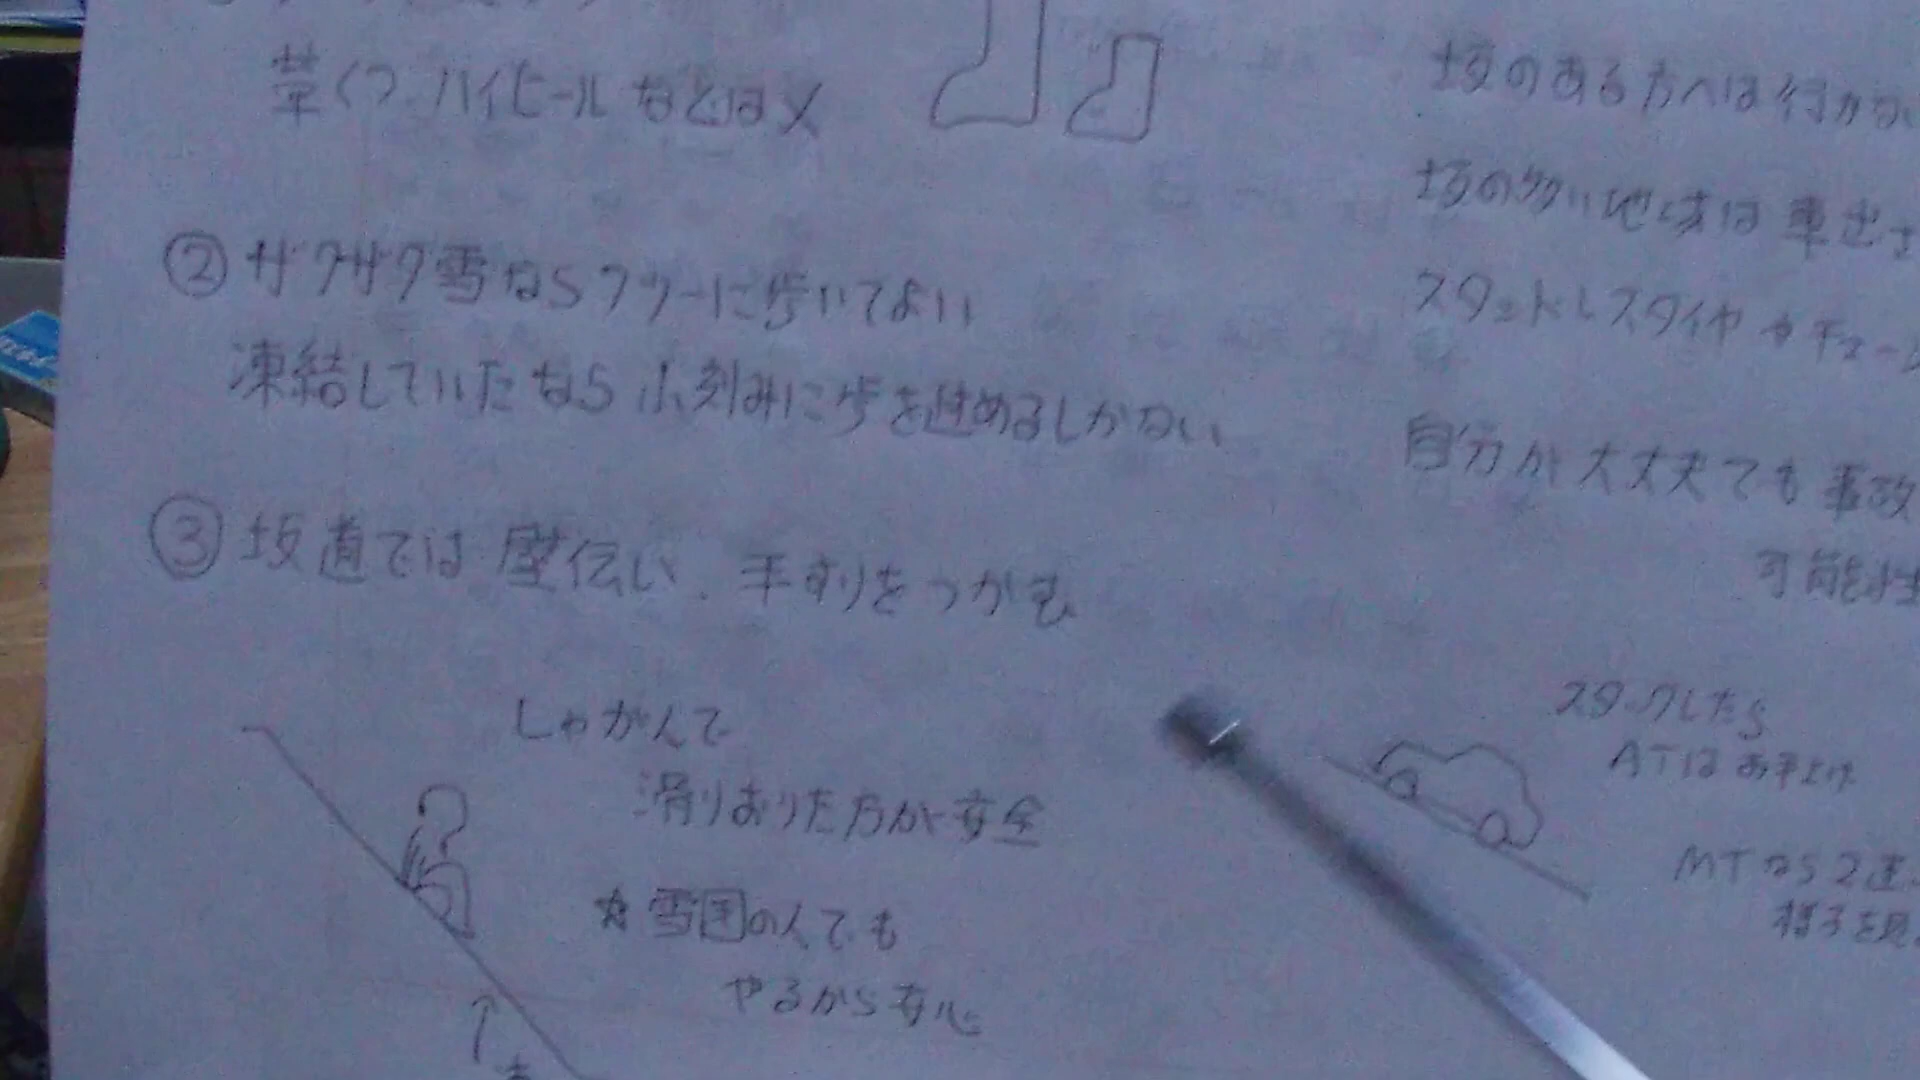 革くつ、ハイヒールなどは×
②ザクザク雪ならフツーに歩いてよい
凍結していたなら小刻みに歩を進めるしかない
③坂道では壁伝い、手すりをつかむ
しゃがんで
滑りおりた方が安全
☆雪国の人でも
やるから安心
坂のある方へは行かない
坂の多い地域は車出さ
スタッドレスタイヤやチェー
自分が大丈夫でも事故
可能性
スタックしたら
ATはお手上げ
MTなら2速
様子を見